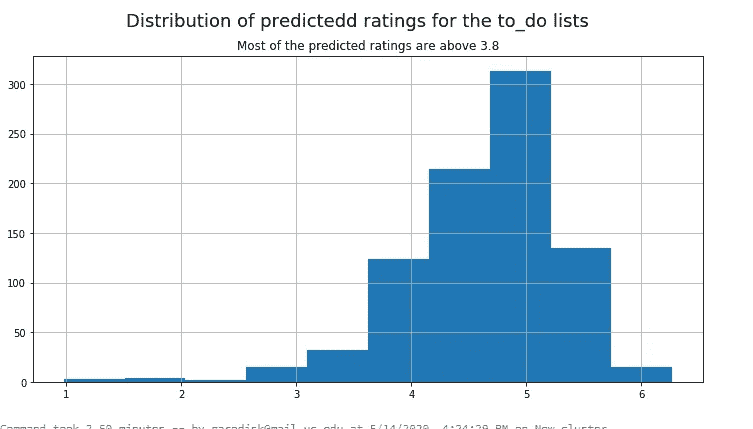 Distribution of predictedd ratings for the to_do lists
Most of the predicted ratings are above 3.8
300
250
200
150
100
50
0
1 2 3 4 5 6
Command took 2.60 minutes -- by at 5/14/2020, 4:24:29 PM on New cluster